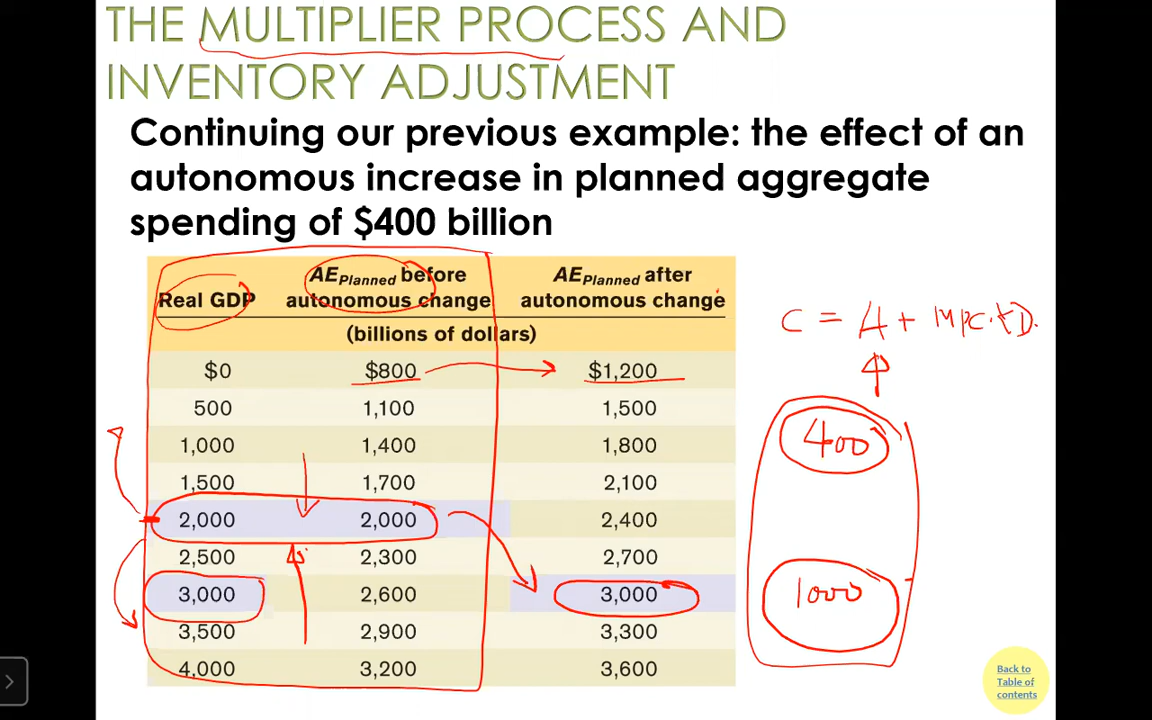 THE MULTIPLIER PROCESS AND
INVENTORY ADJUSTMENT
Continuing our previous example: the effect of an
autonomous increase in planned aggregate
spending of $400 billion
Real GDP AEPlanned before autonomous change AEPlanned after autonomous change
(billions of dollars)
$0 $800 $1,200
500 1,100 1,500
1,000 1,400 1,800
1,500 1,700 2,100
2,000 2,000 2,400
2,500 2,300 2,700
3,000 2,600 3,000
3,500 2,900 3,300
4,000 3,200 3,600
C = A + MPC·YD.
400
1000
Back to
Table of
contents